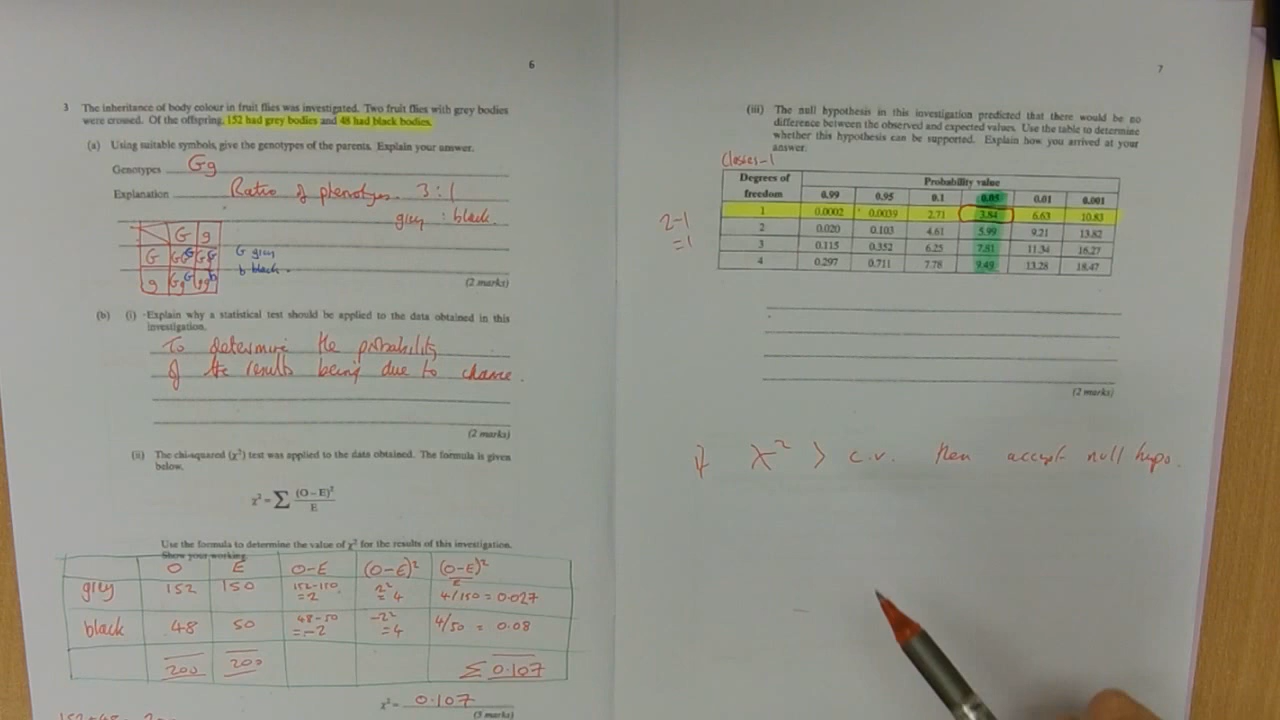 6
3 The inheritance of body colour in fruit flies was investigated. Two fruit flies with grey bodies
were crossed. Of the offspring, 152 had grey bodies and 48 had black bodies.
(a) Using suitable symbols, give the genotypes of the parents. Explain your answer.
Genotypes Gg
Explanation Ratio of phenotypes 3:1
grey : black.
G g
G GG Gg
g Gg gg
G grey
b black.
(2 marks)
(b) (i) Explain why a statistical test should be applied to the data obtained in this
investigation.
To determine the probability
of the results being due to chance.
(2 marks)
(ii) The chi-squared (χ²) test was applied to the data obtained. The formula is given
below.
χ² = ∑ (O – E)²
E
Use the formula to determine the value of χ² for the results of this investigation.
Show your working.
O E O-E (O-E)² (O-E)²
E
grey 152 150 152-150 = 2 2² = 4 4/150 = 0.027
black 48 50 48-50 = -2 -2² = 4 4/50 = 0.08
200 200 Σ 0.107
χ² = 0.107
(3 marks)
7
(iii) The null hypothesis in this investigation predicted that there would be no
difference between the observed and expected values. Use the table to determine
whether this hypothesis can be supported. Explain how you arrived at your
answer.
Classes-1
Degrees of Probability value
freedom 0.99 0.95 0.1 0.05 0.01 0.001
1 0.0002 0.0039 2.71 3.84 6.63 10.83
2 0.020 0.103 4.61 5.99 9.21 13.82
3 0.115 0.352 6.25 7.81 11.34 16.27
4 0.297 0.711 7.78 9.49 13.28 18.47
2-1
=1
(2 marks)
if χ² > c.v. then accept null hypo.